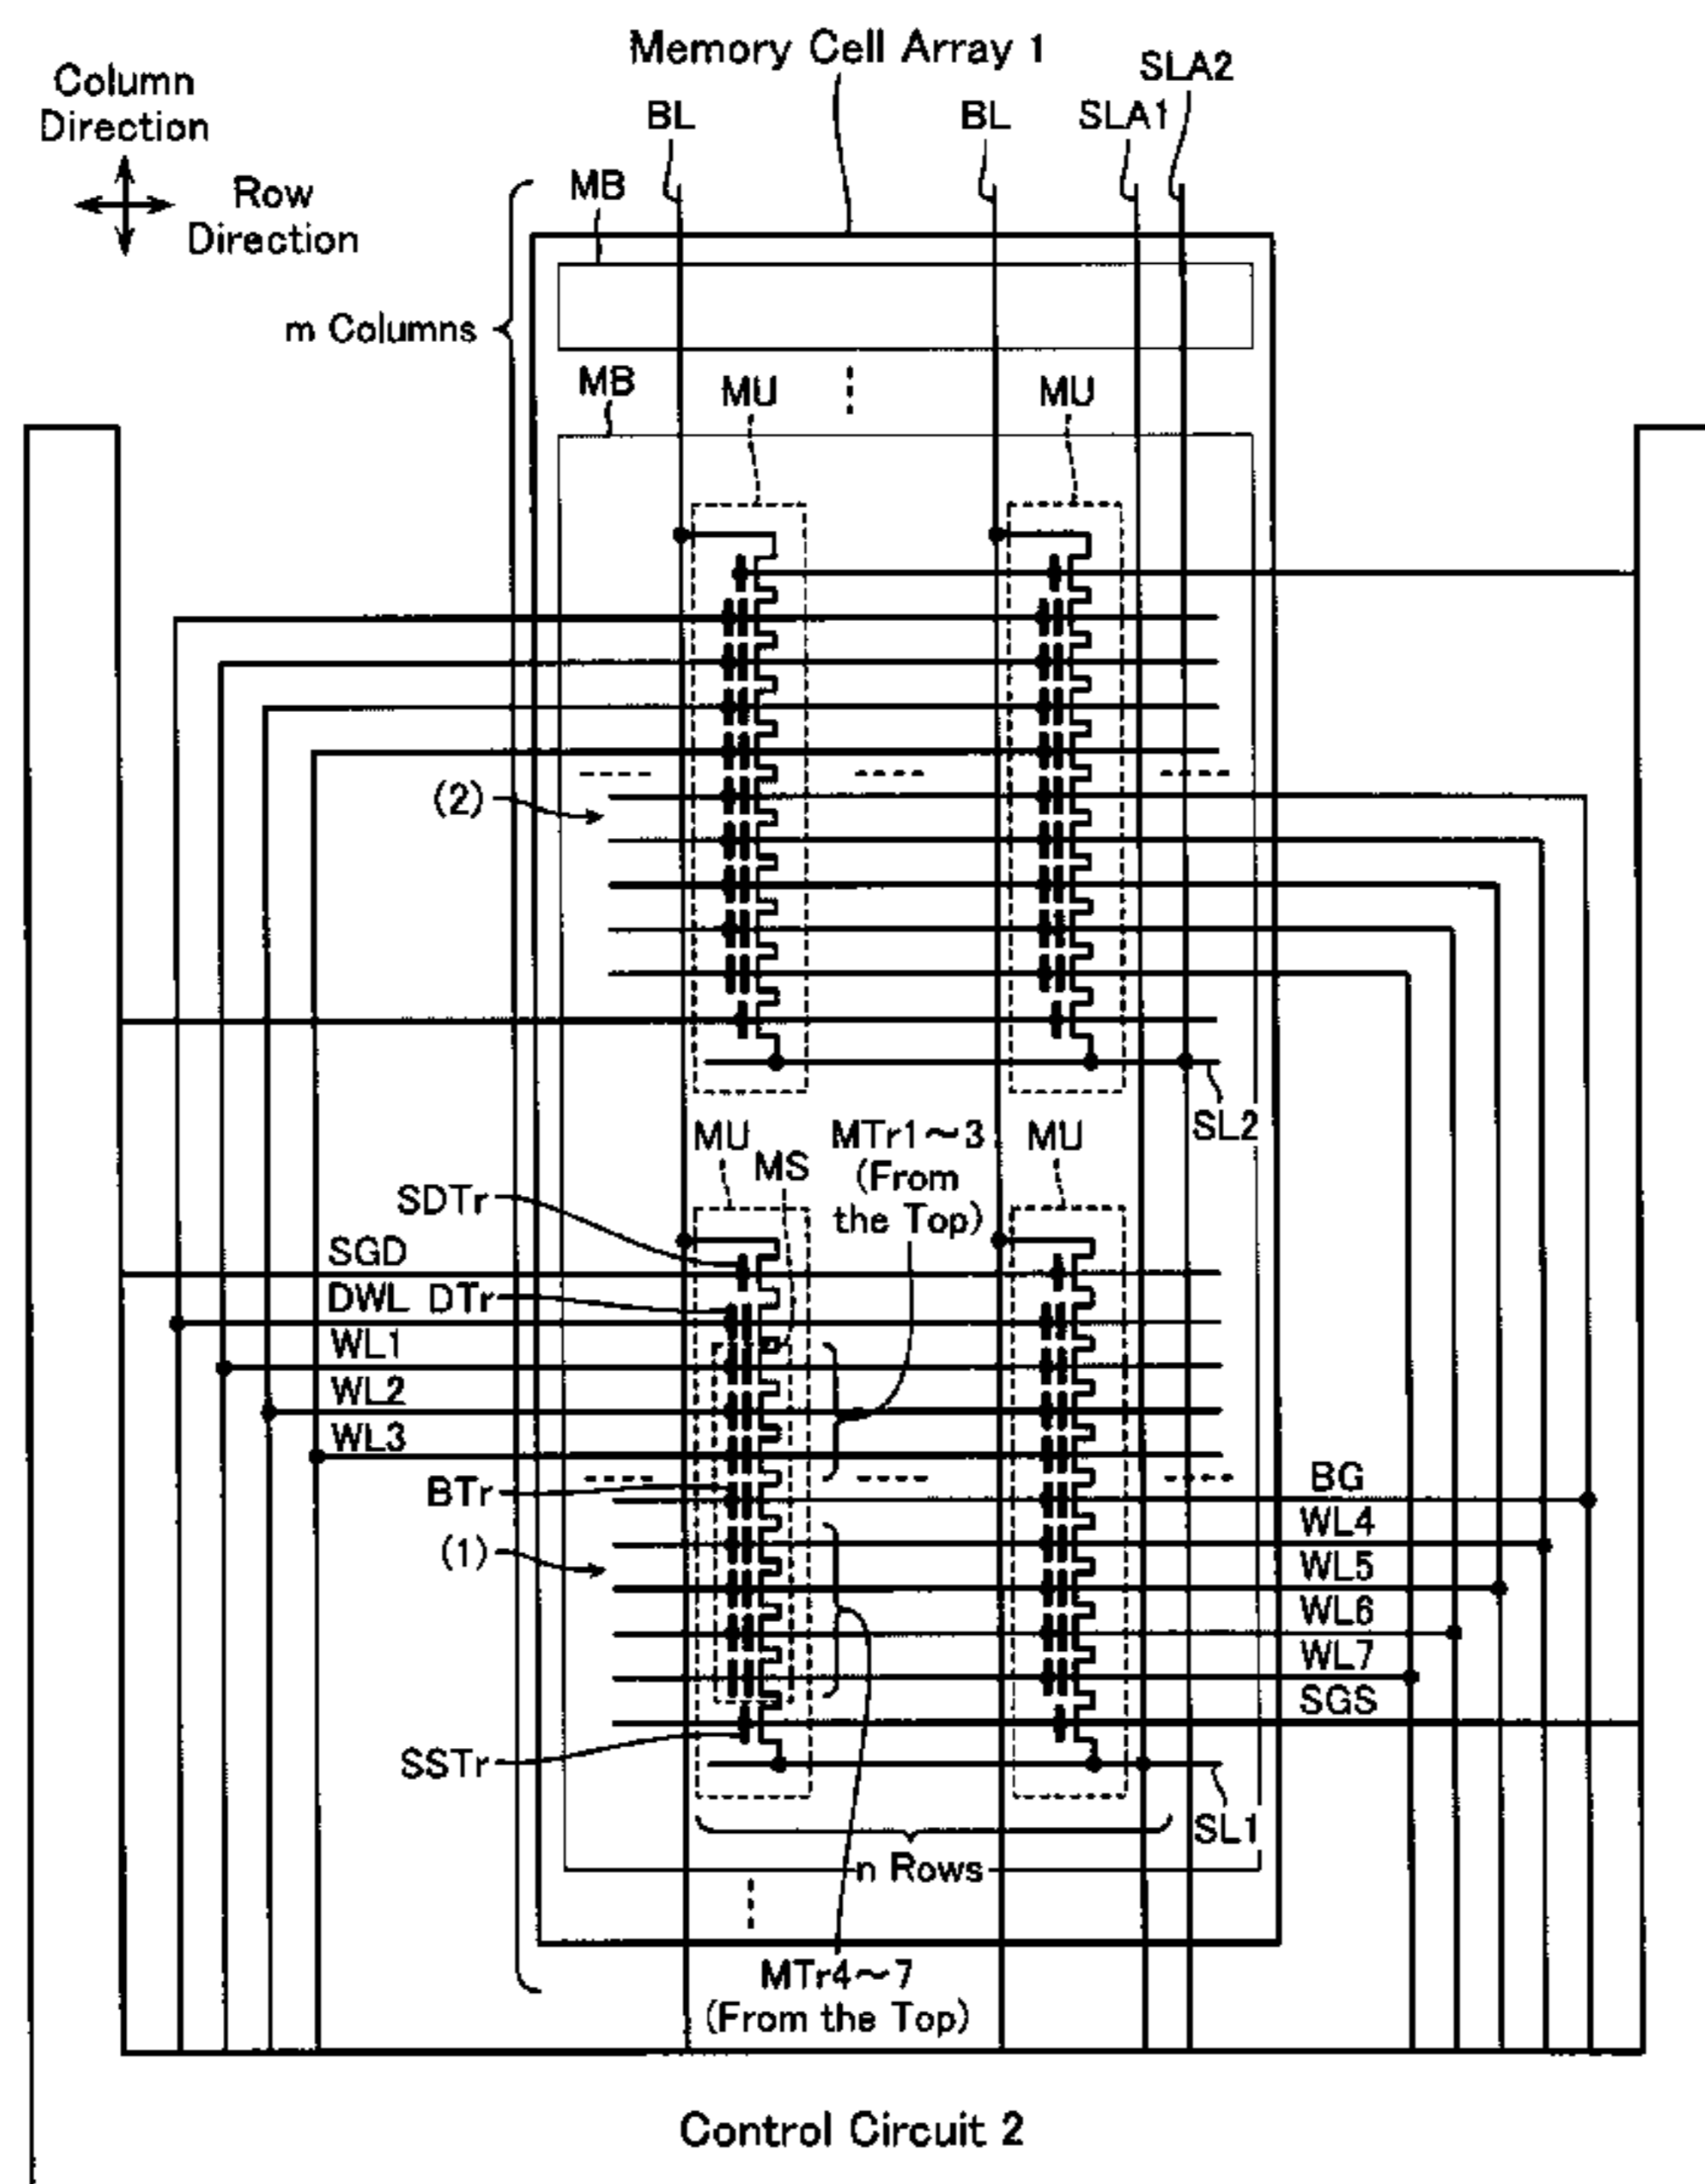 Memory Cell Array 1
SLA2
Column
Direction
BL
BL
SLA1
Row
Direction
MB
m Columns
MB
MU
MU
(2)
SL2
MU
MS
MTr1～3
(From
the Top)
MU
SDTr
SGD
DWL DTr
WL1
WL2
WL3
BTr
BG
WL4
(1)
WL5
WL6
WL7
SGS
SSTr
SL1
n Rows
MTr4～7
(From the Top)
Control Circuit 2